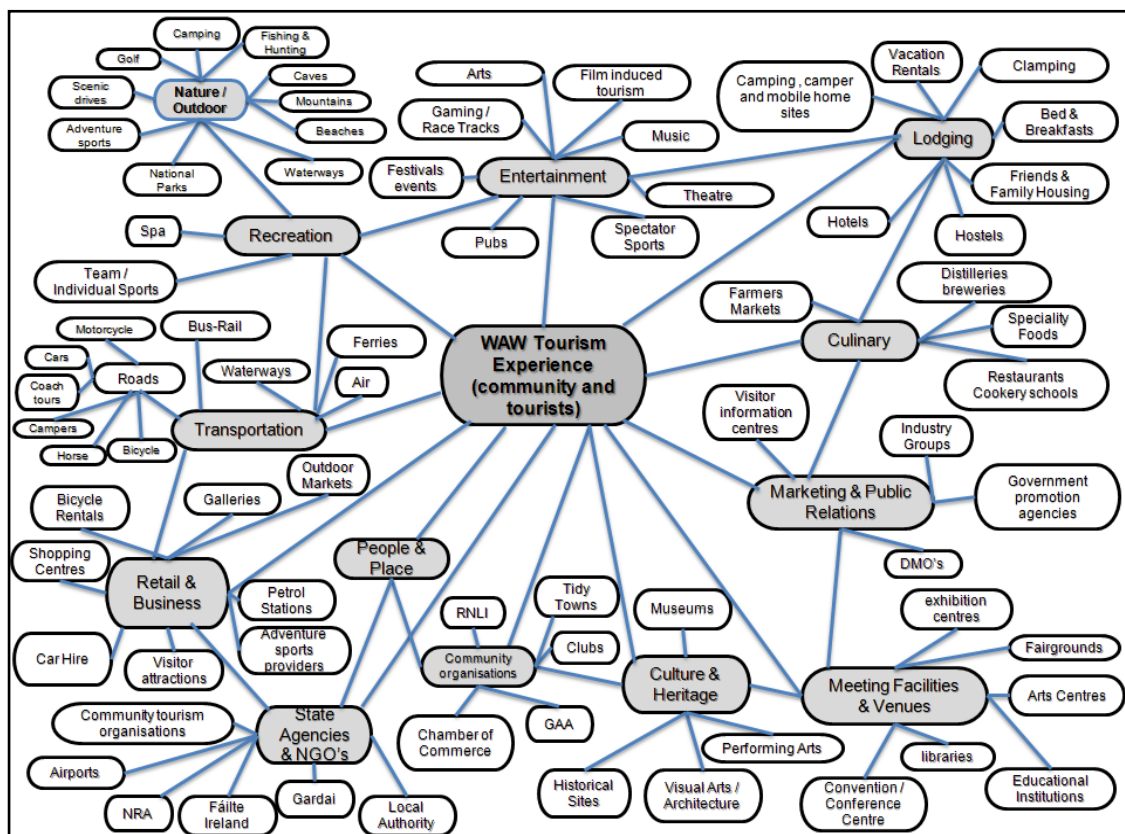 Camping
Fishing &
Hunting
Golf
Caves
Scenic
drives
Nature /
Outdoor
Mountains
Adventure
sports
Beaches
National
Parks
Waterways
Spa
Recreation
Team /
Individual Sports
Arts
Film induced
tourism
Gaming /
Race Tracks
Music
Festivals
events
Entertainment
Theatre
Pubs
Spectator
Sports
Camping , camper
and mobile home
sites
Vacation
Rentals
Clamping
Lodging
Bed &
Breakfasts
Friends &
Family Housing
Hotels
Hostels
Farmers
Markets
Distilleries
breweries
Culinary
Speciality
Foods
Restaurants
Cookery schools
WAW Tourism
Experience
(community and
tourists)
Motorcycle
Bus-Rail
Ferries
Cars
Roads
Waterways
Air
Coach
tours
Campers
Transportation
Horse
Bicycle
Visitor
information
centres
Industry
Groups
Marketing & Public
Relations
Government
promotion
agencies
DMO's
Bicycle
Rentals
Galleries
Outdoor
Markets
Shopping
Centres
Retail &
Business
Petrol
Stations
Car Hire
Visitor
attractions
Adventure
sports
providers
People &
Place
RNLI
Tidy
Towns
Community
organisations
Clubs
Chamber of
Commerce
GAA
Museums
Culture &
Heritage
Performing Arts
Historical
Sites
Visual Arts /
Architecture
exhibition
centres
Fairgrounds
Meeting Facilities
& Venues
Arts Centres
libraries
Convention /
Conference
Centre
Educational
Institutions
Community tourism
organisations
State
Agencies
& NGO's
Airports
NRA
Fáilte
Ireland
Gardai
Local
Authority